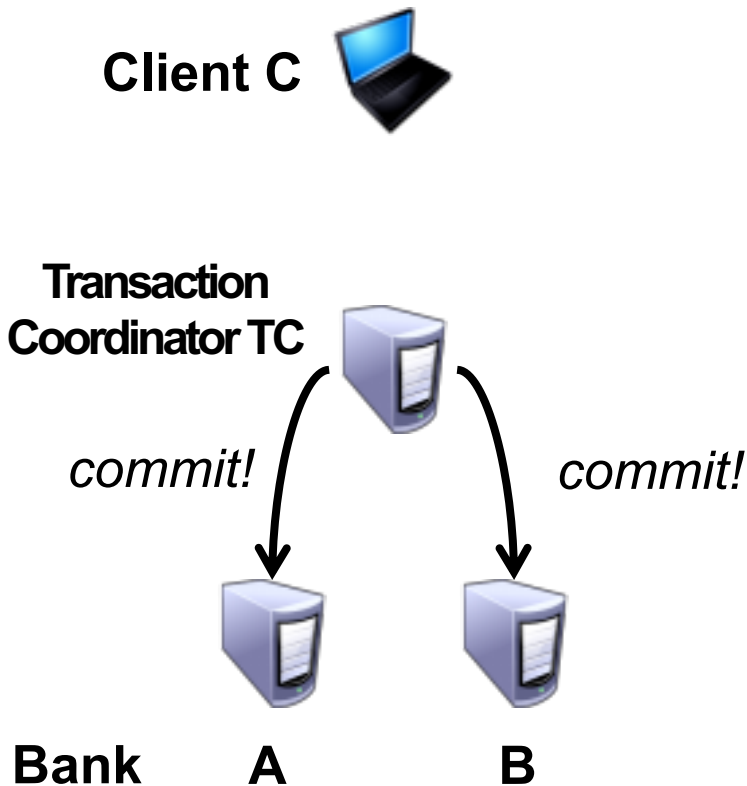 Client C
Transaction
Coordinator TC
commit!
commit!
Bank A B